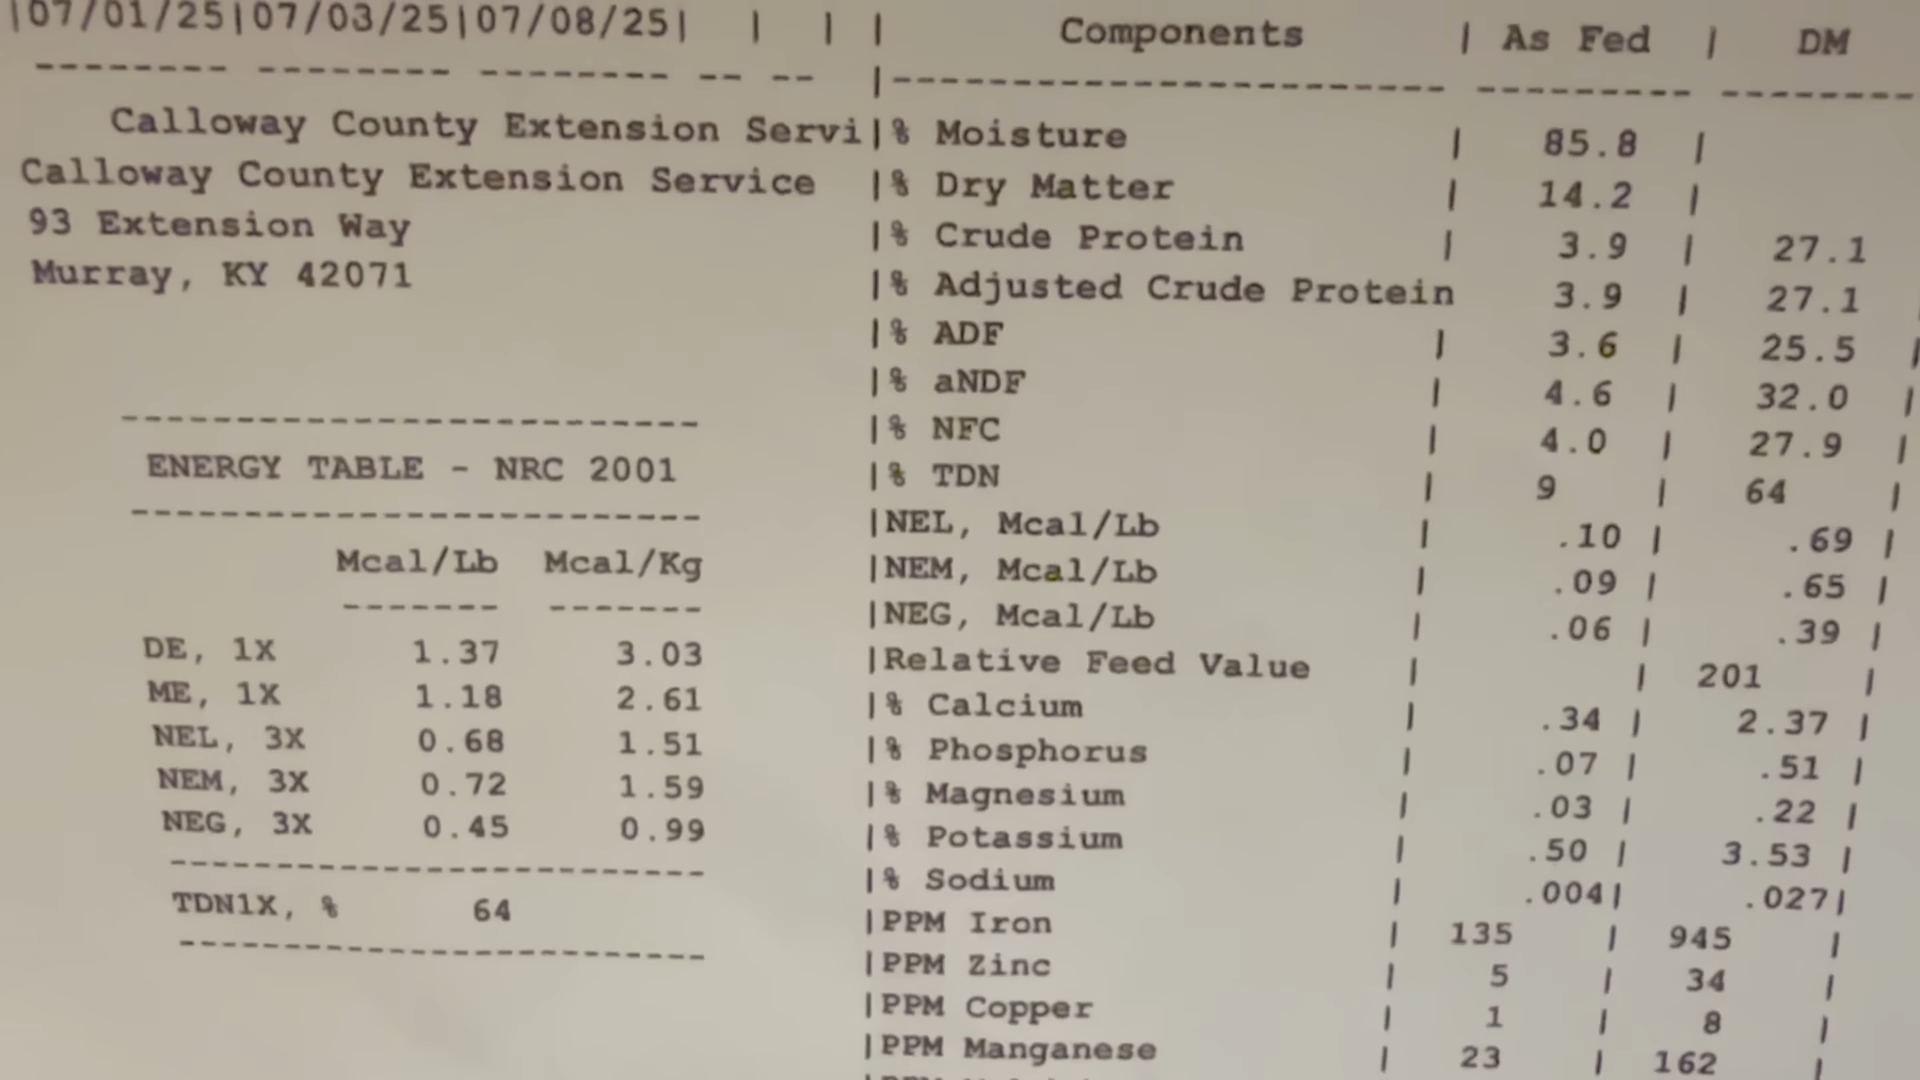 |07/01/25|07/03/25|07/08/25| | | |
-------- -------- -------- -- --
Calloway County Extension Servi
Calloway County Extension Service
93 Extension Way
Murray, KY 42071
ENERGY TABLE - NRC 2001
Mcal/Lb Mcal/Kg
DE, 1X 1.37 3.03
ME, 1X 1.18 2.61
NEL, 3X 0.68 1.51
NEM, 3X 0.72 1.59
NEG, 3X 0.45 0.99
TDN1X, % 64
Components | As Fed | DM
|% Moisture | 85.8 |
|% Dry Matter | 14.2 |
|% Crude Protein | 3.9 | 27.1
|% Adjusted Crude Protein 3.9 | 27.1
|% ADF | 3.6 | 25.5 |
|% aNDF | 4.6 | 32.0 |
|% NFC | 4.0 | 27.9 |
|% TDN | 9 | 64 |
|NEL, Mcal/Lb | .10 | .69 |
|NEM, Mcal/Lb | .09 | .65 |
|NEG, Mcal/Lb | .06 | .39 |
|Relative Feed Value | | 201 |
|% Calcium | .34 | 2.37 |
|% Phosphorus | .07 | .51 |
|% Magnesium | .03 | .22 |
|% Potassium | .50 | 3.53 |
|% Sodium | .004| .027|
|PPM Iron | 135 | 945 |
|PPM Zinc | 5 | 34 |
|PPM Copper | 1 | 8 |
|PPM Manganese | 23 | 162 |